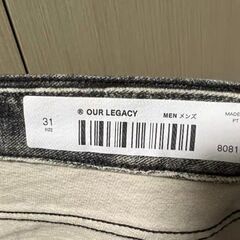 31
SIZE
® OUR LEGACY
MEN メンズ
MADE
PT
8081